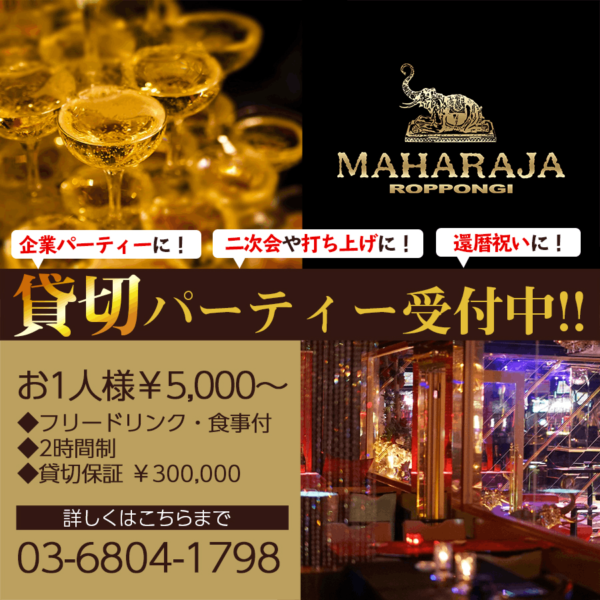 MAHARAJA
ROPPONGI
企業パーティーに！
二次会や打ち上げに！
還暦祝いに！
貸切パーティー受付中!!
お1人様￥5,000～
◆フリードリンク・食事付
◆2時間制
◆貸切保証 ￥300,000
詳しくはこちらまで
03-6804-1798